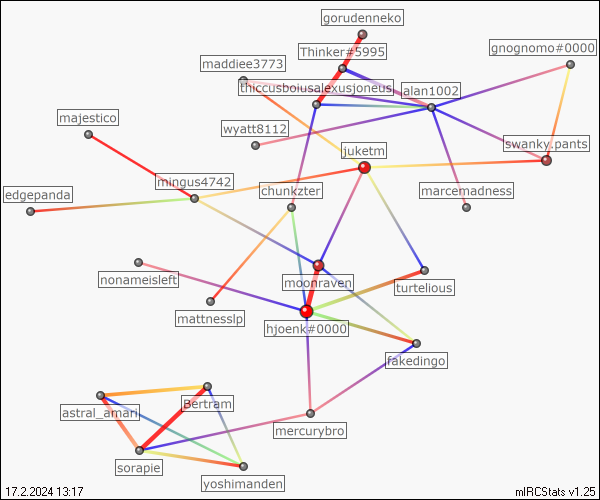 gorudenneko
Thinker#5995
gnognomo#0000
maddiee3773
thiccusboiusalexusjoneus
alan1002
majestico
wyatt8112
swanky.pants
juketm
mingus4742
edgepanda
chunkzter
marcemadness
nonameisleft
moonraven
turtelious
mattnesslp
hjoenk#0000
fakedingo
Bertram
astral_amari
mercurybro
sorapie
yoshimanden
17.2.2024 13:17
mIRCStats v1.25